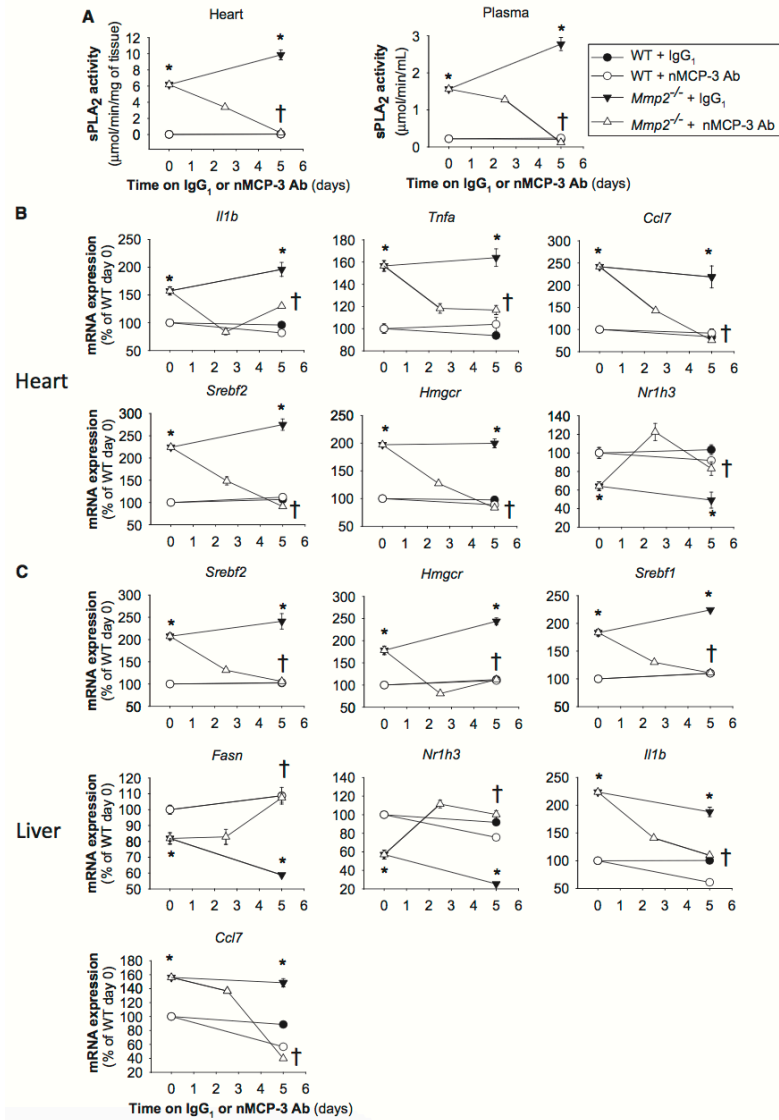 A
Heart
Plasma
sPLA2 activity
(µmol/min/mg of tissue)
12
10
8
6
4
2
0
* * †
0 1 2 3 4 5 6
sPLA2 activity
(µmol/min/mL)
3
2
1
0
* * †
0 1 2 3 4 5 6
WT + IgG1
WT + nMCP-3 Ab
Mmp2-/- + IgG1
Mmp2-/- + nMCP-3 Ab
Time on IgG1 or nMCP-3 Ab (days)
Time on IgG1 or nMCP-3 Ab (days)
B
Heart
Il1b
mRNA expression
(% of WT day 0)
250
200
150
100
50
* * †
0 1 2 3 4 5 6
Tnfa
180
160
140
120
100
80
* * †
0 1 2 3 4 5 6
Ccl7
300
250
200
150
100
50
* * †
0 1 2 3 4 5 6
Srebf2
mRNA expression
(% of WT day 0)
300
250
200
150
100
50
* * †
0 1 2 3 4 5 6
Hmgcr
250
200
150
100
50
* * †
0 1 2 3 4 5 6
Nr1h3
140
120
100
80
60
40
20
* * †
0 1 2 3 4 5 6
C
Liver
Srebf2
mRNA expression
(% of WT day 0)
300
250
200
150
100
50
* * †
0 1 2 3 4 5 6
Hmgcr
300
250
200
150
100
50
* * †
0 1 2 3 4 5 6
Srebf1
250
200
150
100
50
* * †
0 1 2 3 4 5 6
Fasn
mRNA expression
(% of WT day 0)
120
110
100
90
80
70
60
50
* * †
0 1 2 3 4 5 6
Nr1h3
140
120
100
80
60
40
20
* * †
0 1 2 3 4 5 6
Il1b
250
200
150
100
50
* * †
0 1 2 3 4 5 6
Ccl7
mRNA expression
(% of WT day 0)
180
160
140
120
100
80
60
40
20
* * †
0 1 2 3 4 5 6
Time on IgG1 or nMCP-3 Ab (days)